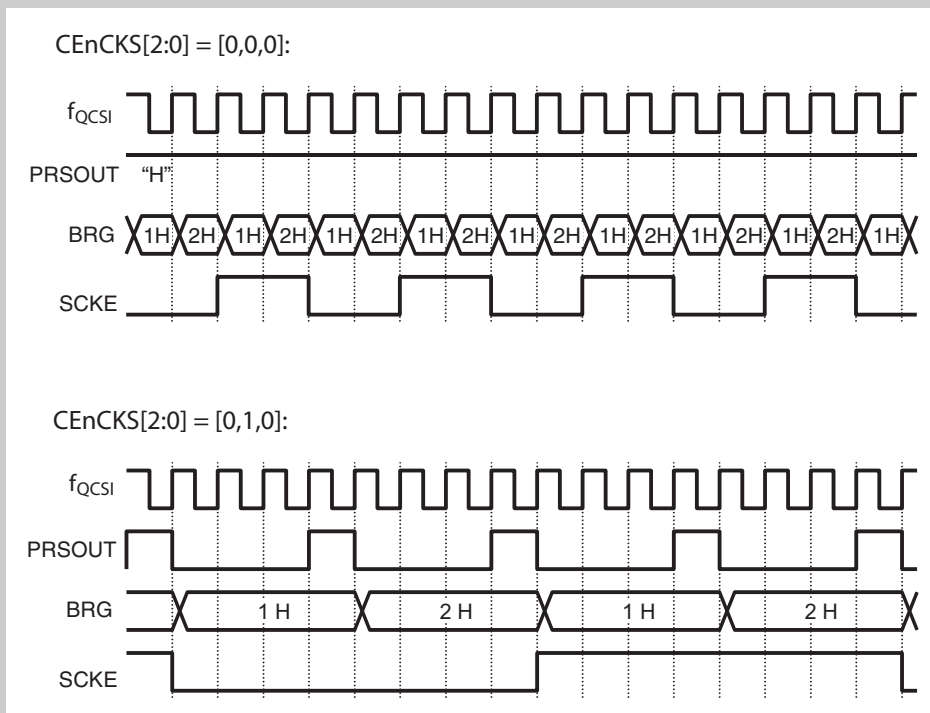 CEnCKS[2:0] = [0,0,0]:
fQCSI
PRSOUT “H”
BRG 1H 2H 1H 2H 1H 2H 1H 2H 1H 2H 1H 2H 1H 2H 1H 2H 1H
SCKE
CEnCKS[2:0] = [0,1,0]:
fQCSI
PRSOUT
BRG 1 H 2 H 1 H 2 H
SCKE